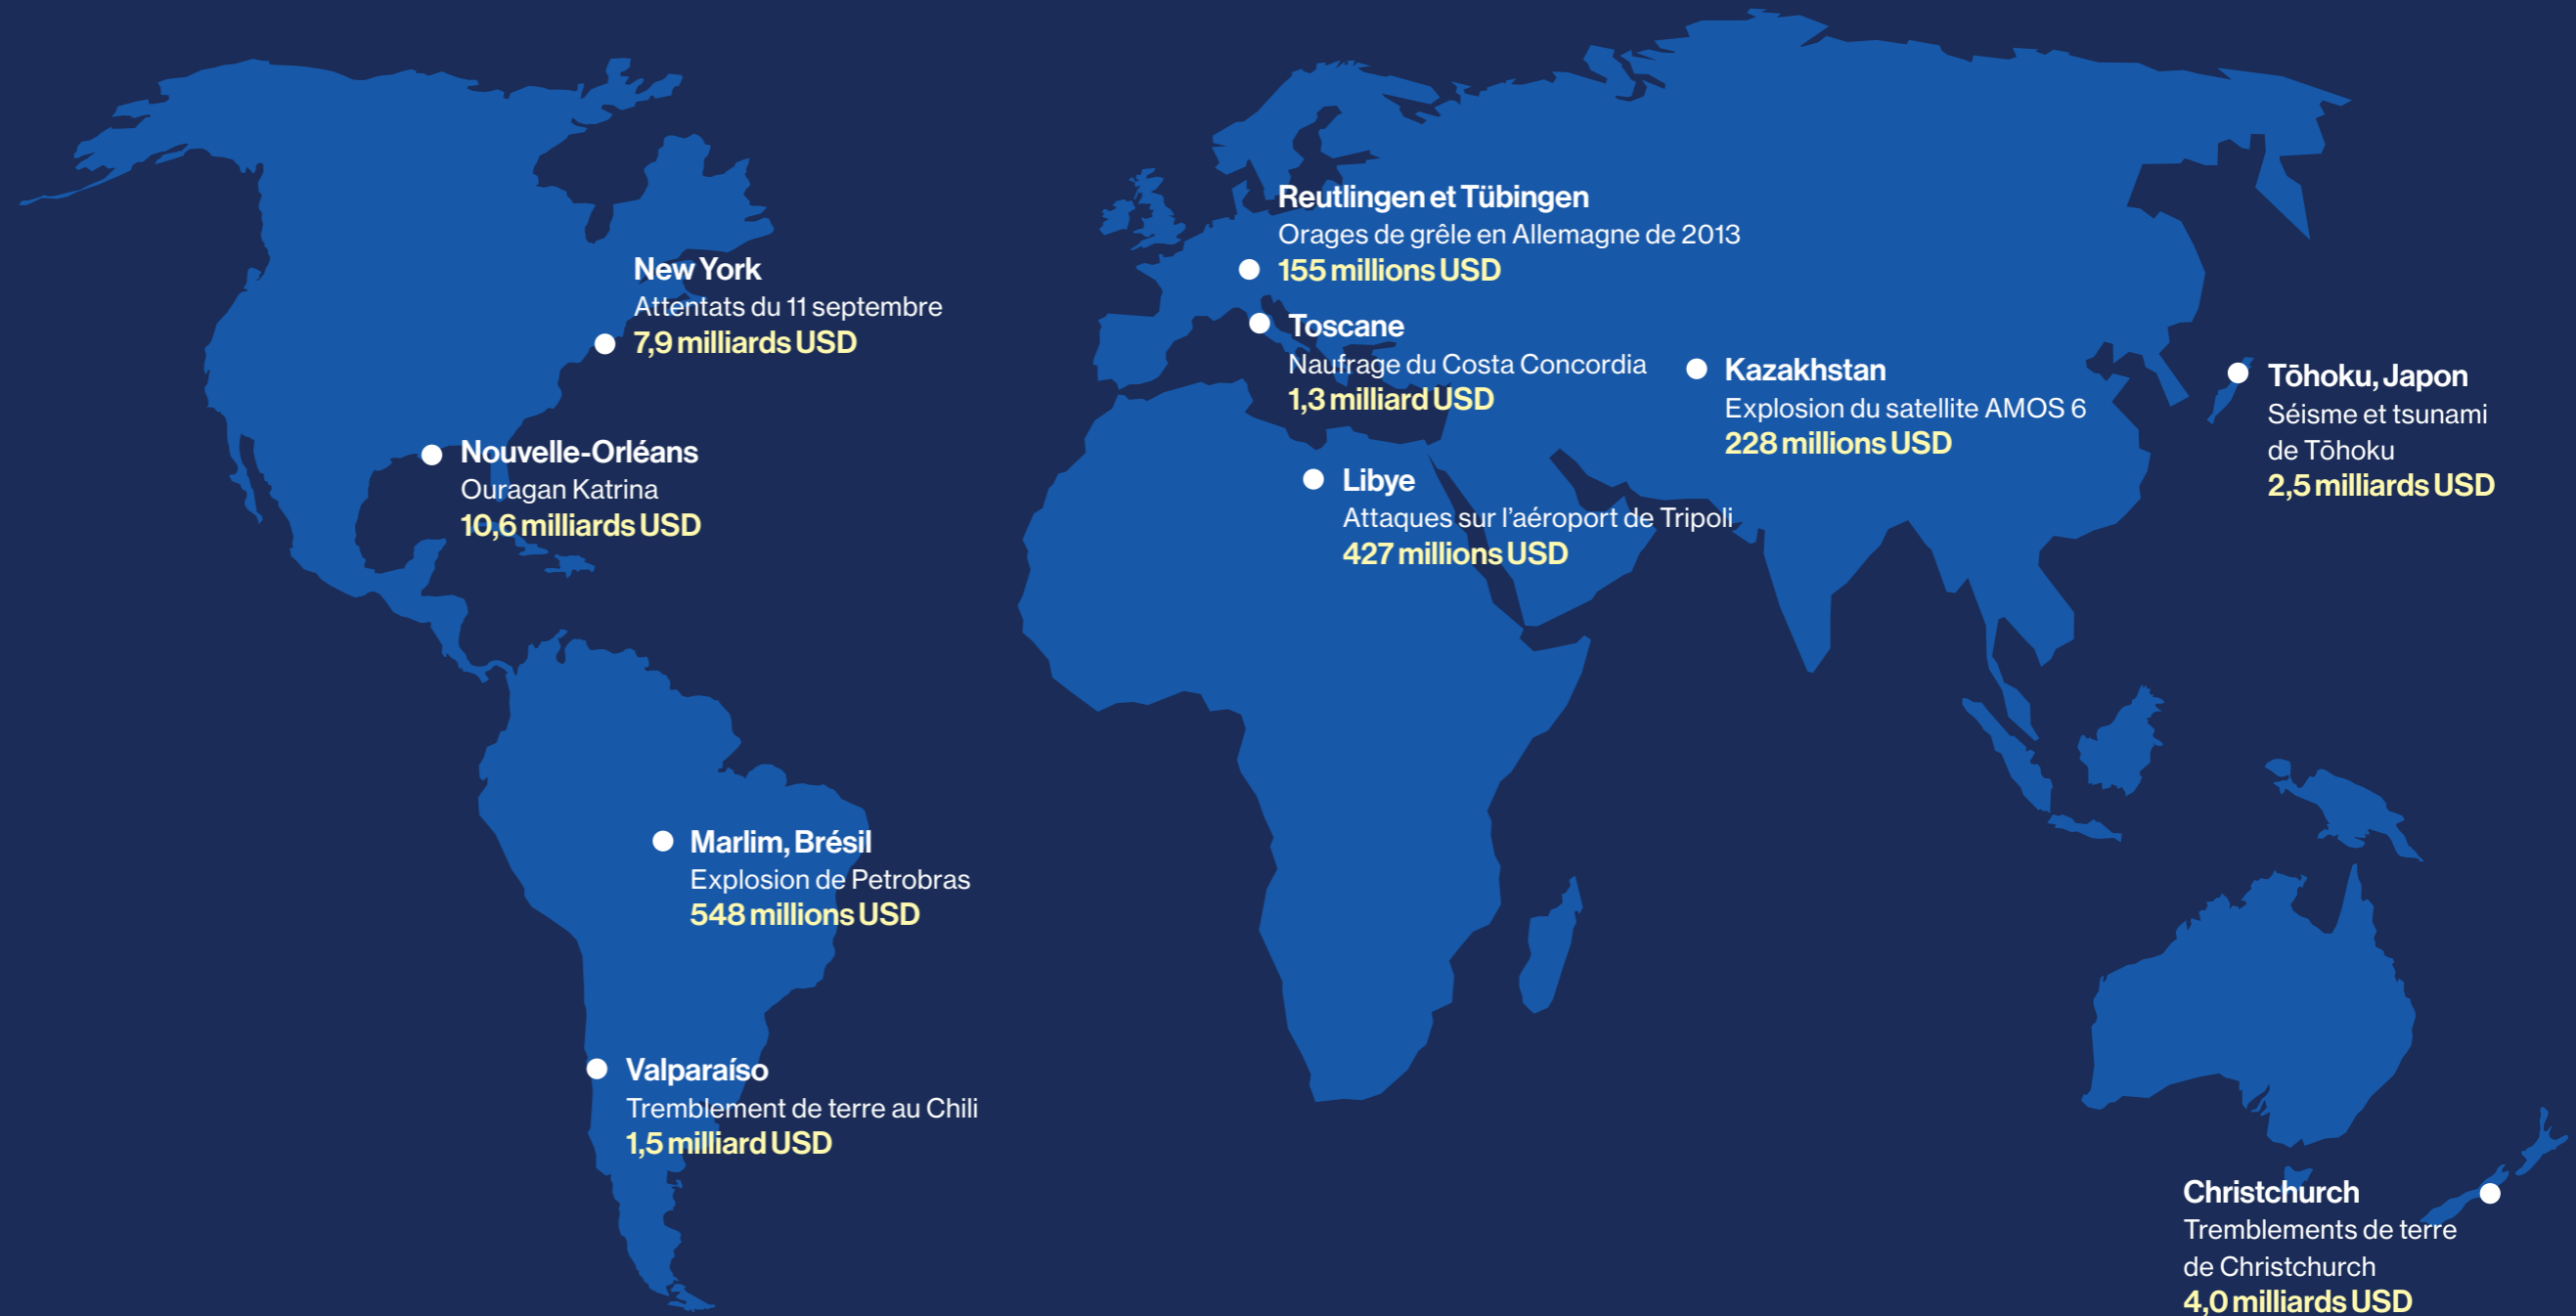 New York
Attentats du 11 septembre
7,9 milliards USD
Nouvelle-Orléans
Ouragan Katrina
10,6 milliards USD
Marlim, Brésil
Explosion de Petrobras
548 millions USD
Valparaíso
Tremblement de terre au Chili
1,5 milliard USD
Reutlingen et Tübingen
Orages de grêle en Allemagne de 2013
155 millions USD
Toscane
Naufrage du Costa Concordia
1,3 milliard USD
Libye
Attaques sur l'aéroport de Tripoli
427 millions USD
Kazakhstan
Explosion du satellite AMOS 6
228 millions USD
Tōhoku, Japon
Séisme et tsunami
de Tōhoku
2,5 milliards USD
Christchurch
Tremblements de terre
de Christchurch
4,0 milliards USD